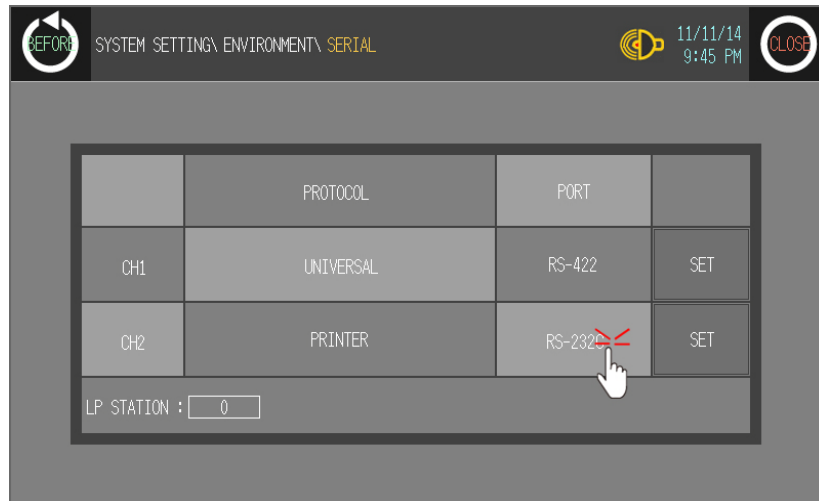 BEFORE
SYSTEM SETTING\ ENVIRONMENT\ SERIAL
11/11/14
9:45 PM
CLOSE
PROTOCOL PORT
CH1 UNIVERSAL RS-422 SET
CH2 PRINTER RS-232C SET
LP STATION : 0